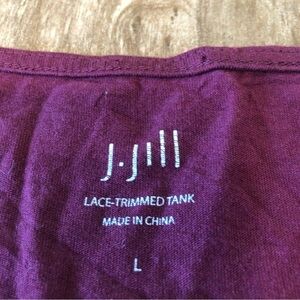 J.Jill
LACE-TRIMMED TANK
MADE IN CHINA
L